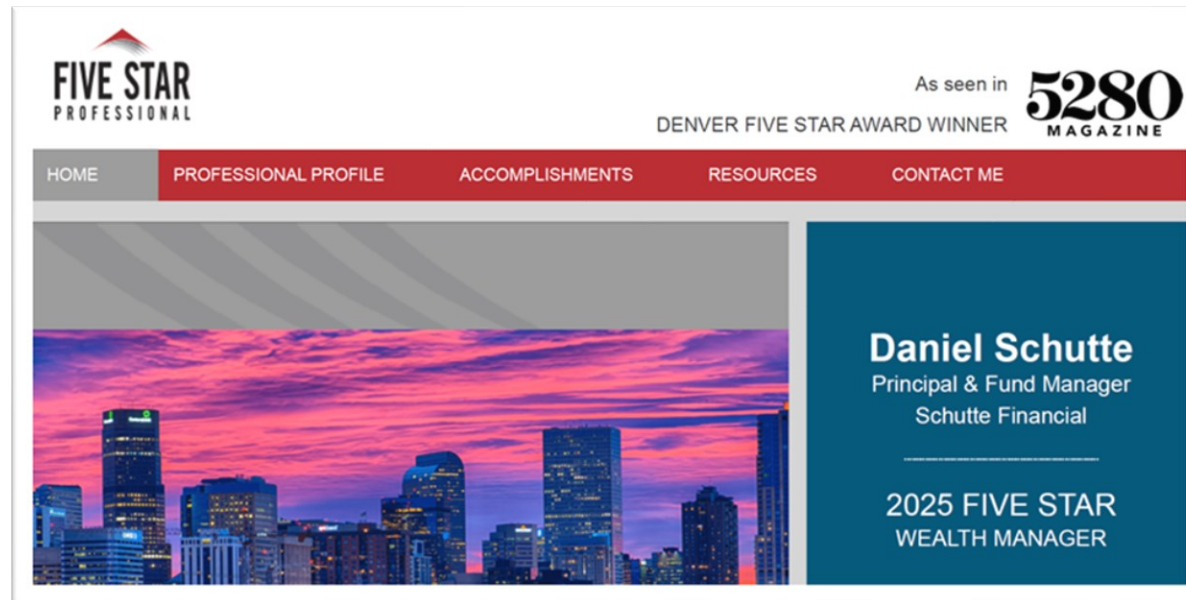 FIVE STAR
PROFESSIONAL
As seen in
5280
MAGAZINE
DENVER FIVE STAR AWARD WINNER
HOME PROFESSIONAL PROFILE ACCOMPLISHMENTS RESOURCES CONTACT ME
Daniel Schutte
Principal & Fund Manager
Schutte Financial
2025 FIVE STAR
WEALTH MANAGER